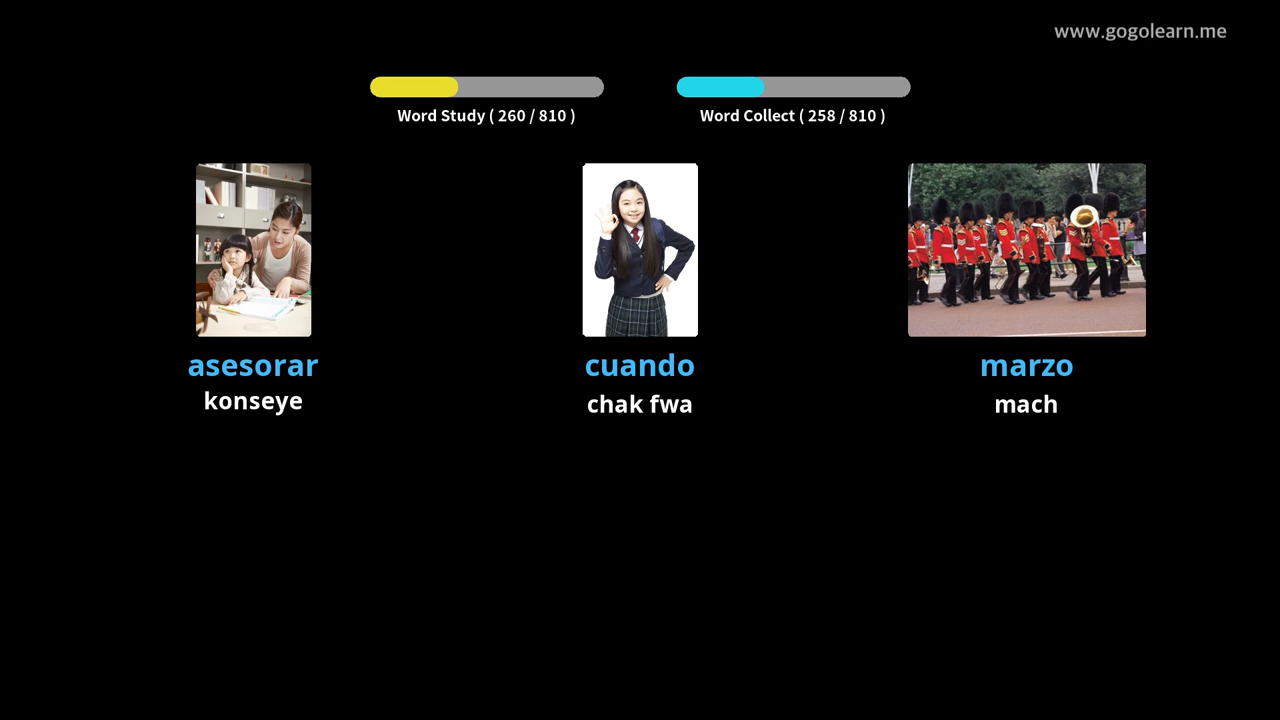 www.gogolearn.me
Word Study ( 260 / 810 )
Word Collect ( 258 / 810 )
asesorar
konseye
cuando
chak fwa
marzo
mach